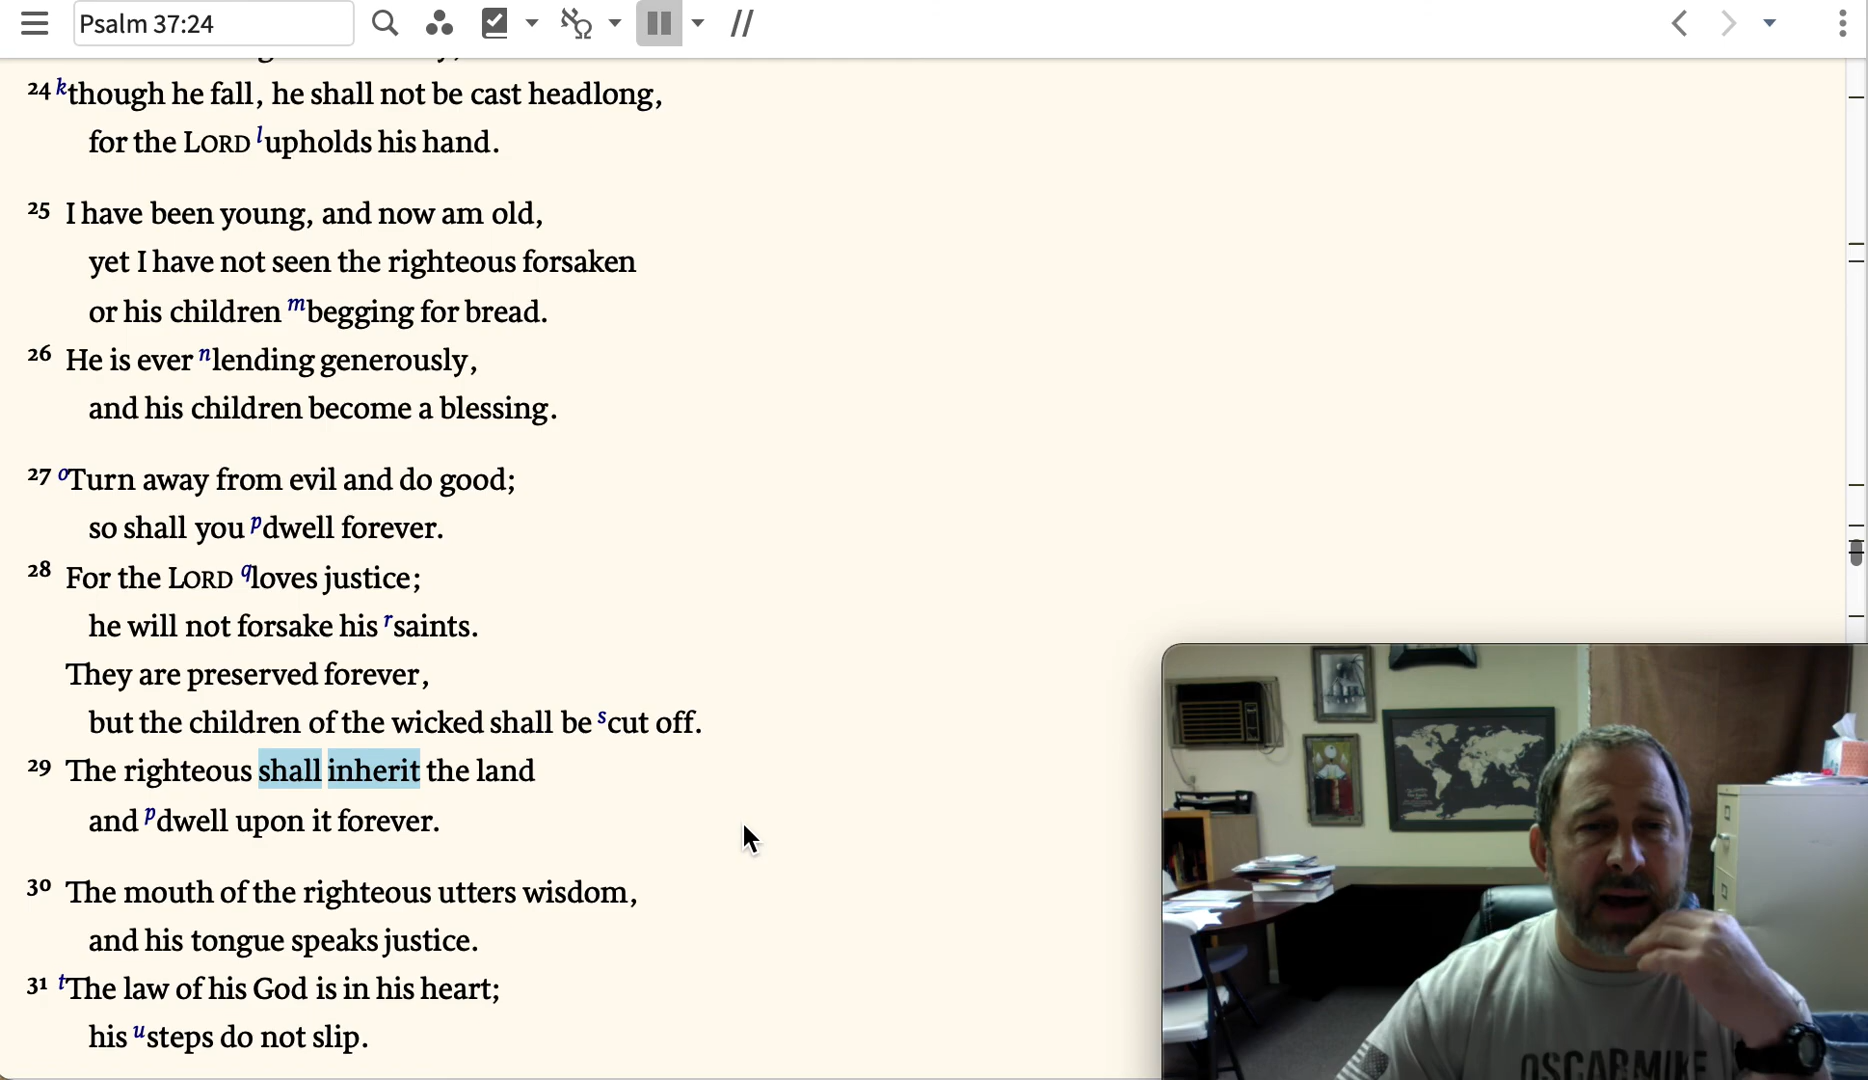 Psalm 37:24
24 kthough he fall, he shall not be cast headlong,
for the LORD lupholds his hand.
25 I have been young, and now am old,
yet I have not seen the righteous forsaken
or his children mbegging for bread.
26 He is ever nlending generously,
and his children become a blessing.
27 oTurn away from evil and do good;
so shall you pdwell forever.
28 For the LORD qloves justice;
he will not forsake his rsaints.
They are preserved forever,
but the children of the wicked shall be scut off.
29 The righteous shall inherit the land
and pdwell upon it forever.
30 The mouth of the righteous utters wisdom,
and his tongue speaks justice.
31 tThe law of his God is in his heart;
his usteps do not slip.
OSCARMIKE